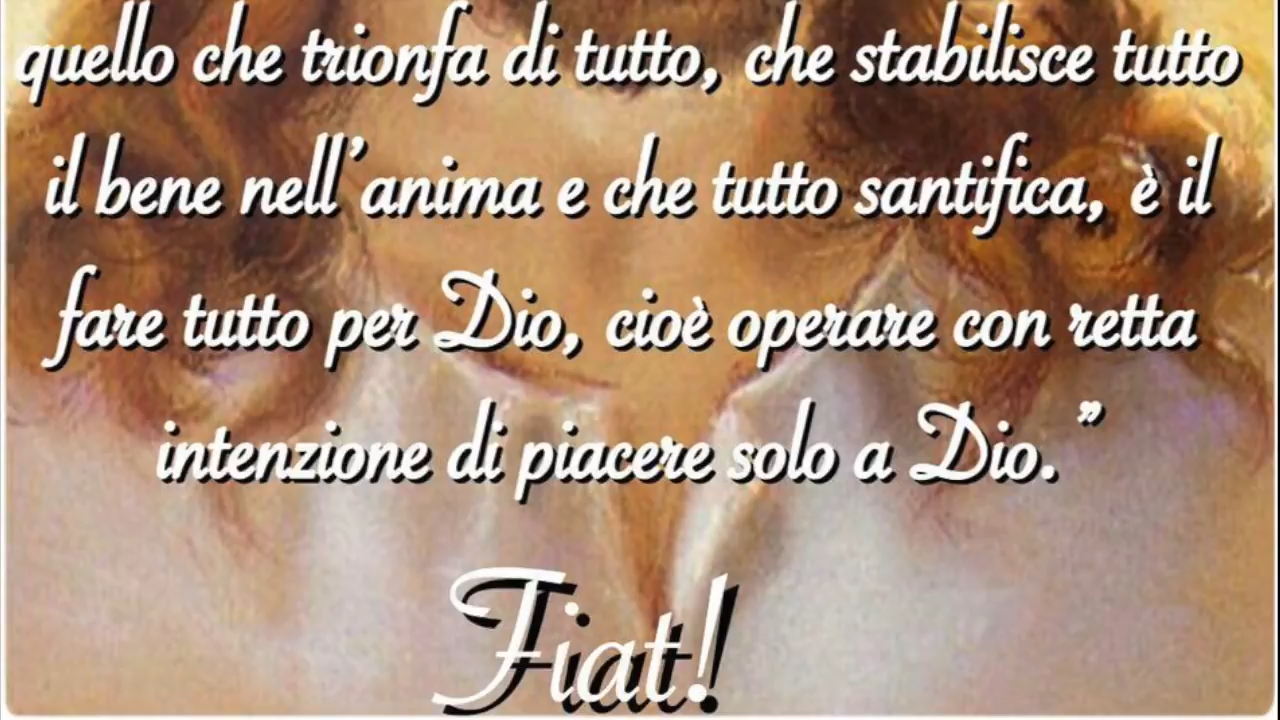 quello che trionfa di tutto, che stabilisce tutto
il bene nell'anima e che tutto santifica, è il
fare tutto per Dio, cioè operare con retta
intenzione di piacere solo a Dio.”
Fiat!